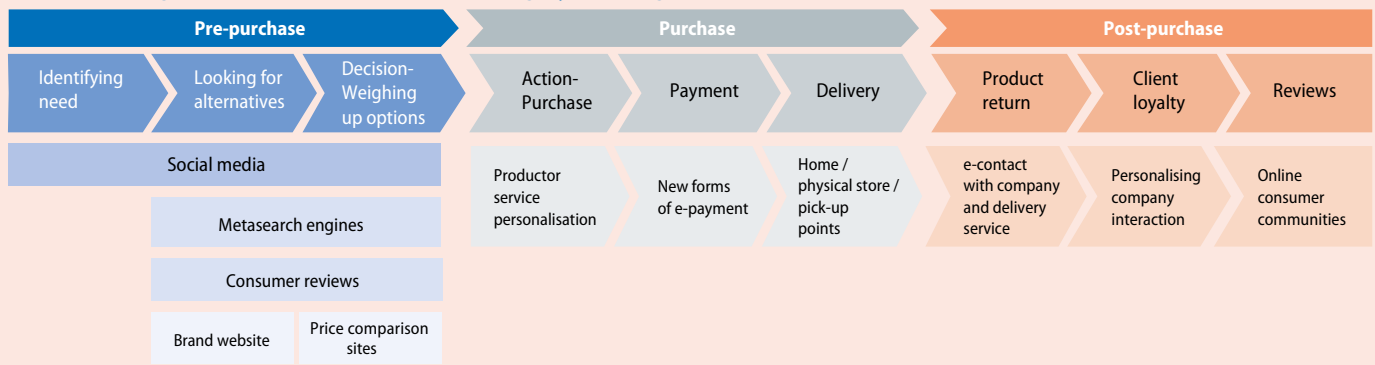 Pre-purchase
Purchase
Post-purchase
Identifying
need
Looking for
alternatives
Decision-
Weighing
up options
Action-
Purchase
Payment
Delivery
Product
return
Client
loyalty
Reviews
Social media
Metasearch engines
Consumer reviews
Brand website
Price comparison
sites
Productor
service
personalisation
New forms
of e-payment
Home /
physical store /
pick-up
points
e-contact
with company
and delivery
service
Personalising
company
interaction
Online
consumer
communities